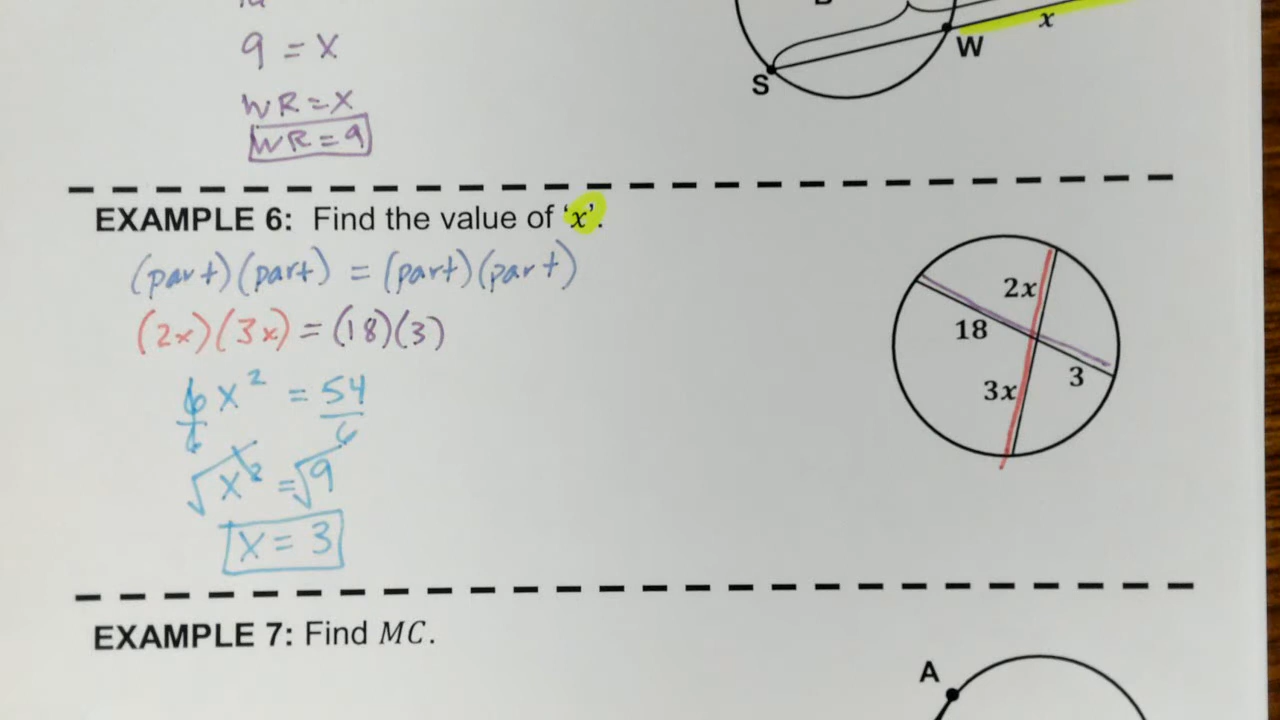 9 = x
WR = x
WR = 9
S
W
x
EXAMPLE 6: Find the value of ‘x’.
(part)(part) = (part)(part)
(2x)(3x) = (18)(3)
6x² = 54
6 6
√x² = √9
x = 3
2x
18
3x
3
EXAMPLE 7: Find MC.
A